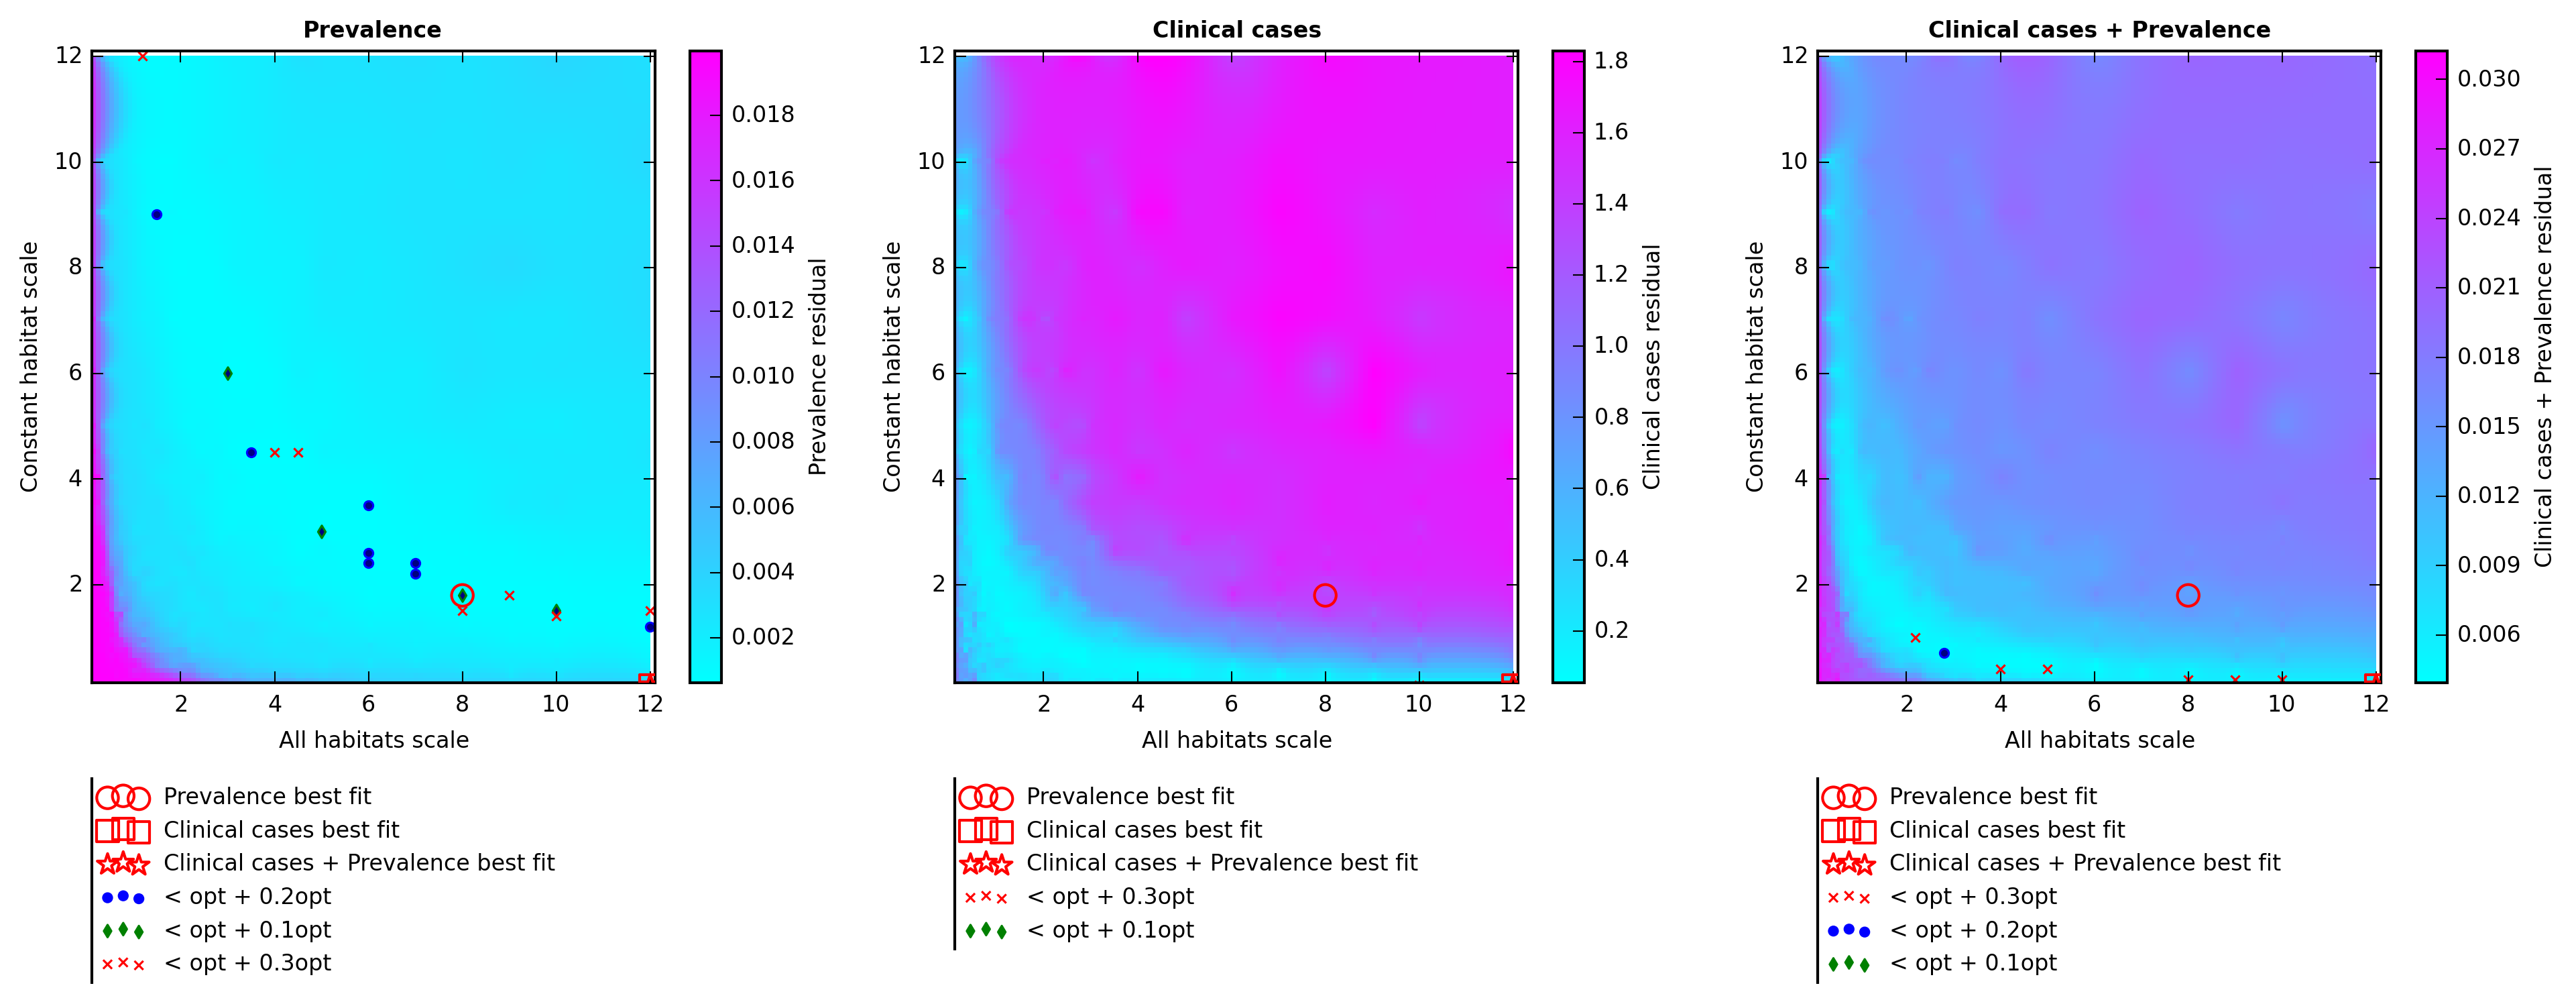 Prevalence
12
10
8
6
4
2
2 4 6 8 10 12
Constant habitat scale
All habitats scale
0.018
0.016
0.014
0.012
0.010
0.008
0.006
0.004
0.002
Prevalence residual
Prevalence best fit
Clinical cases best fit
Clinical cases + Prevalence best fit
< opt + 0.2opt
< opt + 0.1opt
< opt + 0.3opt
Clinical cases
12
10
8
6
4
2
2 4 6 8 10 12
Constant habitat scale
All habitats scale
1.8
1.6
1.4
1.2
1.0
0.8
0.6
0.4
0.2
Clinical cases residual
Prevalence best fit
Clinical cases best fit
Clinical cases + Prevalence best fit
< opt + 0.3opt
< opt + 0.1opt
Clinical cases + Prevalence
12
10
8
6
4
2
2 4 6 8 10 12
Constant habitat scale
All habitats scale
0.030
0.027
0.024
0.021
0.018
0.015
0.012
0.009
0.006
Clinical cases + Prevalence residual
Prevalence best fit
Clinical cases best fit
Clinical cases + Prevalence best fit
< opt + 0.3opt
< opt + 0.2opt
< opt + 0.1opt